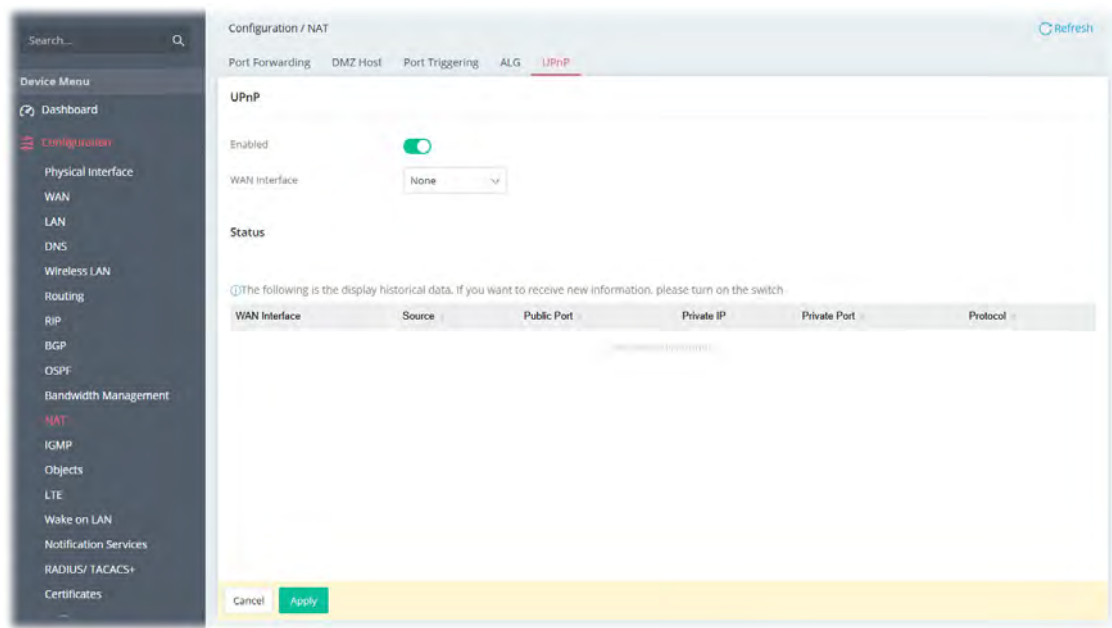 Configuration / NAT
Refresh
Search...
Port Forwarding DMZ Host Port Triggering ALG UPnP
Device Menu
Dashboard
Configuration
Physical Interface
WAN
LAN
DNS
Wireless LAN
Routing
RIP
BGP
OSPF
Bandwidth Management
NAT
IGMP
Objects
LTE
Wake on LAN
Notification Services
RADIUS/ TACACS+
Certificates
UPnP
Enabled
WAN Interface None
Status
The following is the display historical data. If you want to receive new information, please turn on the switch
WAN Interface Source Public Port Private IP Private Port Protocol
Cancel Apply